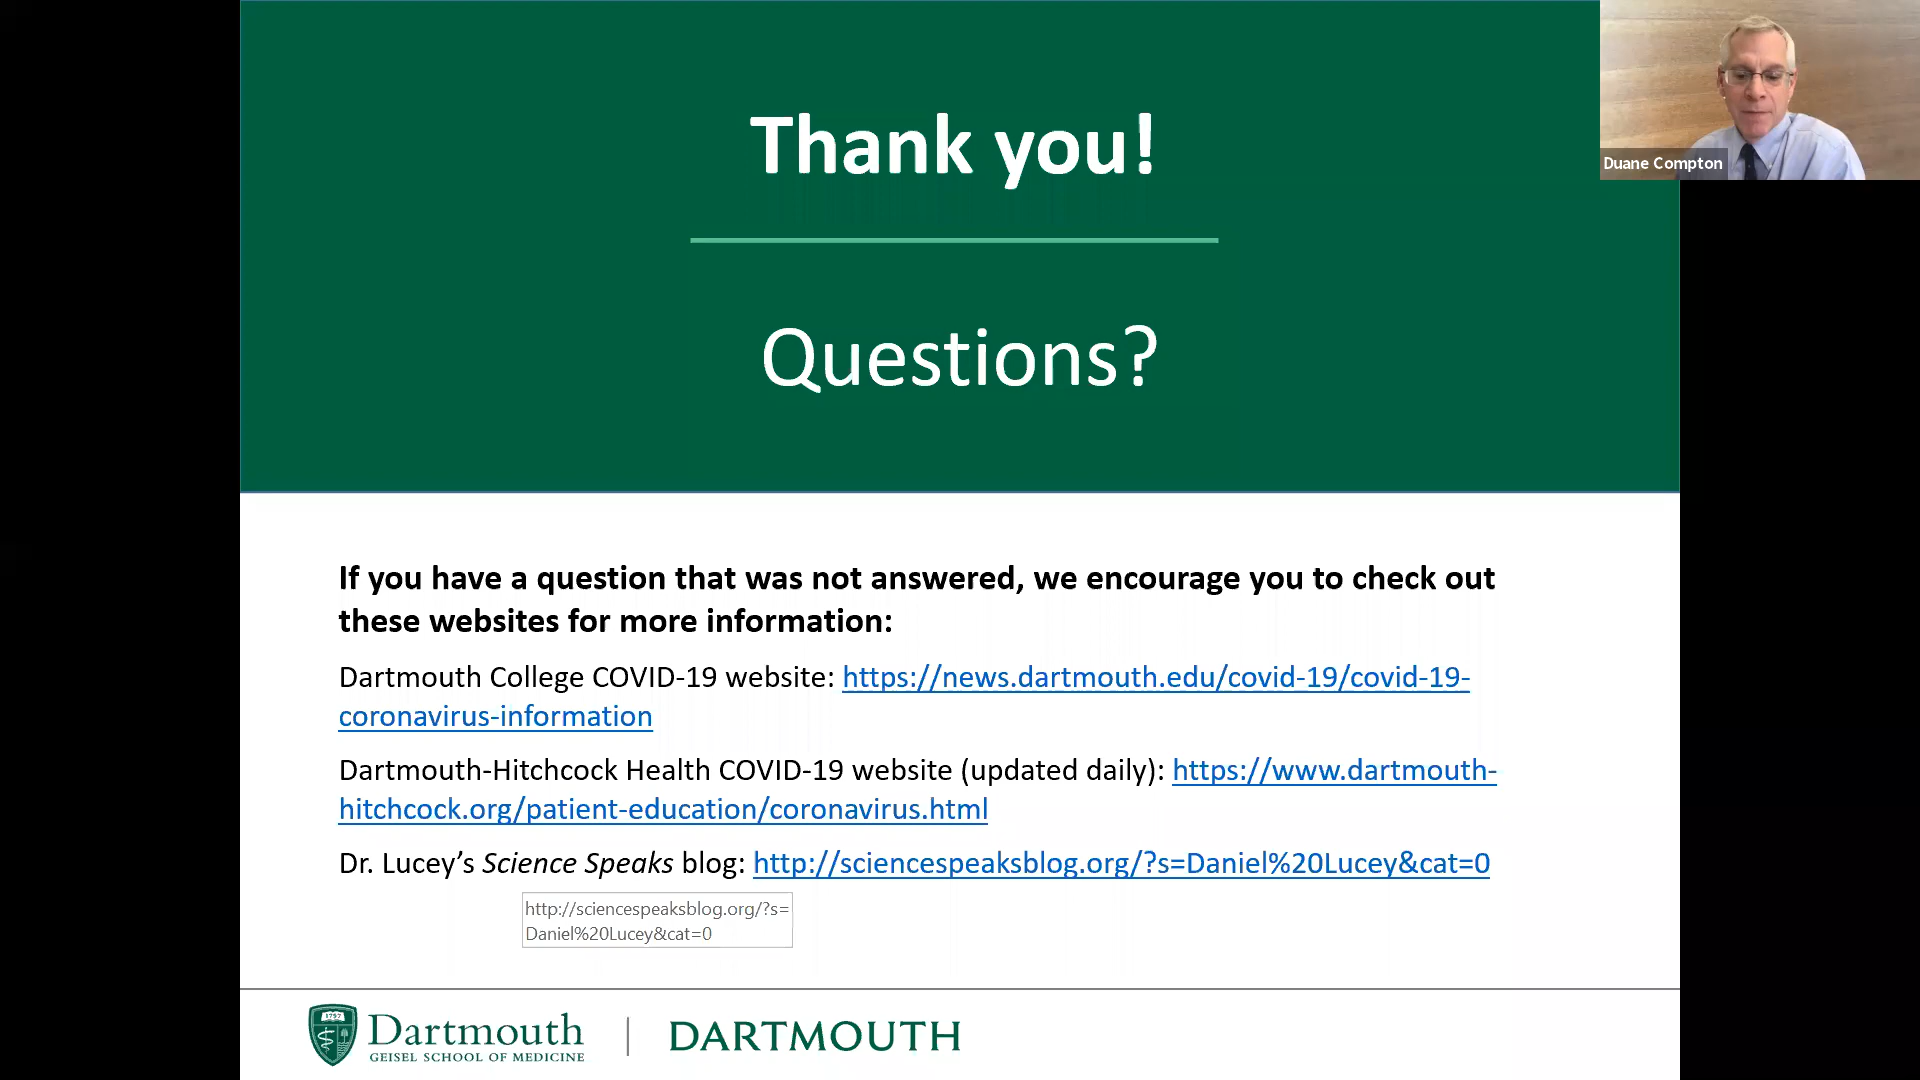 Thank you!
Duane Compton
Questions?
If you have a question that was not answered, we encourage you to check out
these websites for more information:
Dartmouth College COVID-19 website: https://news.dartmouth.edu/covid-19/covid-19-
coronavirus-information
Dartmouth-Hitchcock Health COVID-19 website (updated daily): https://www.dartmouth-
hitchcock.org/patient-education/coronavirus.html
Dr. Lucey’s Science Speaks blog: http://sciencespeaksblog.org/?s=Daniel%20Lucey&cat=0
http://sciencespeaksblog.org/?s=
Daniel%20Lucey&cat=0
1797
Dartmouth
GEISEL SCHOOL OF MEDICINE
DARTMOUTH